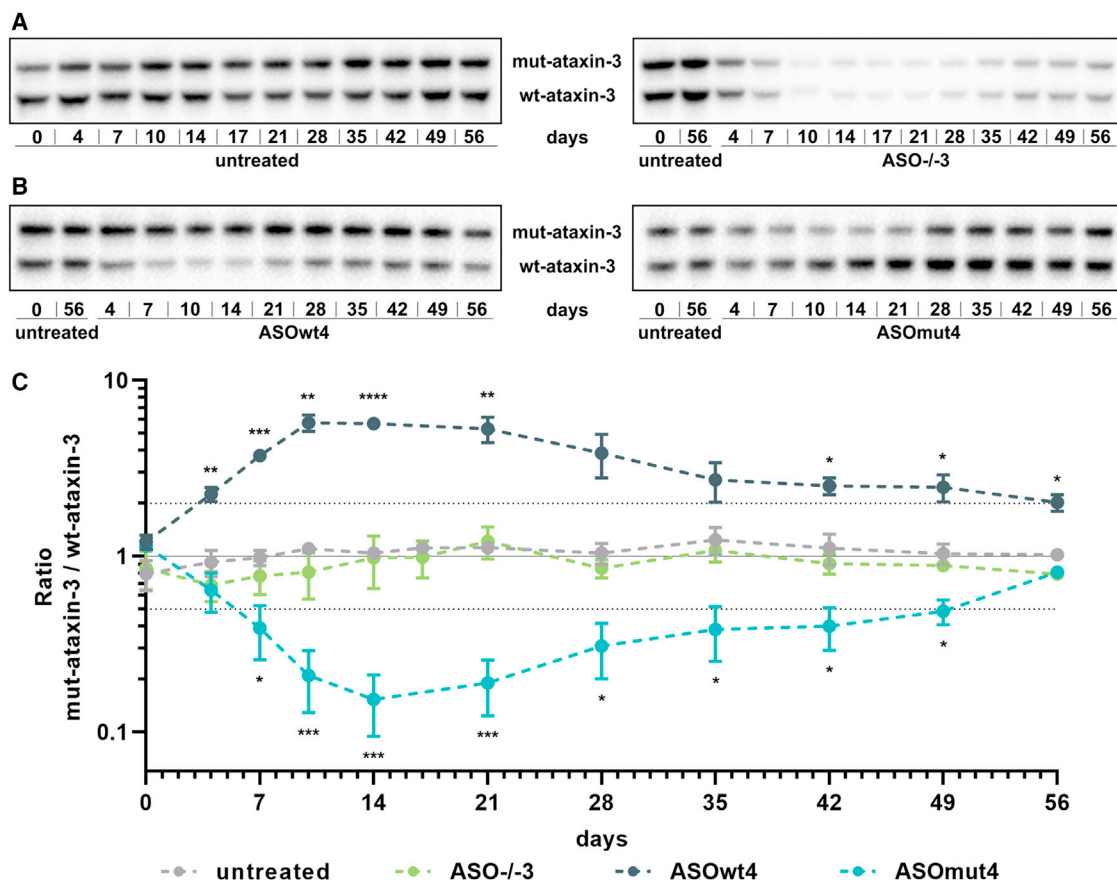 A
mut-ataxin-3
wt-ataxin-3
0 | 4 | 7 | 10 | 14 | 17 | 21 | 28 | 35 | 42 | 49 | 56 days 0 | 56 | 4 | 7 | 10 | 14 | 17 | 21 | 28 | 35 | 42 | 49 | 56
untreated untreated ASO-/-3
B
mut-ataxin-3
wt-ataxin-3
0 | 56 | 4 | 7 | 10 | 14 | 21 | 28 | 35 | 42 | 49 | 56 days 0 | 56 | 4 | 7 | 10 | 14 | 21 | 28 | 35 | 42 | 49 | 56
untreated ASOwt4 untreated ASOmut4
C
10
** *** ** **** ** * * *
Ratio
mut-ataxin-3 / wt-ataxin-3
1
0.1
* *** *** *** * * * *
0 7 14 21 28 35 42 49 56
days
untreated ASO-/-3 ASOwt4 ASOmut4